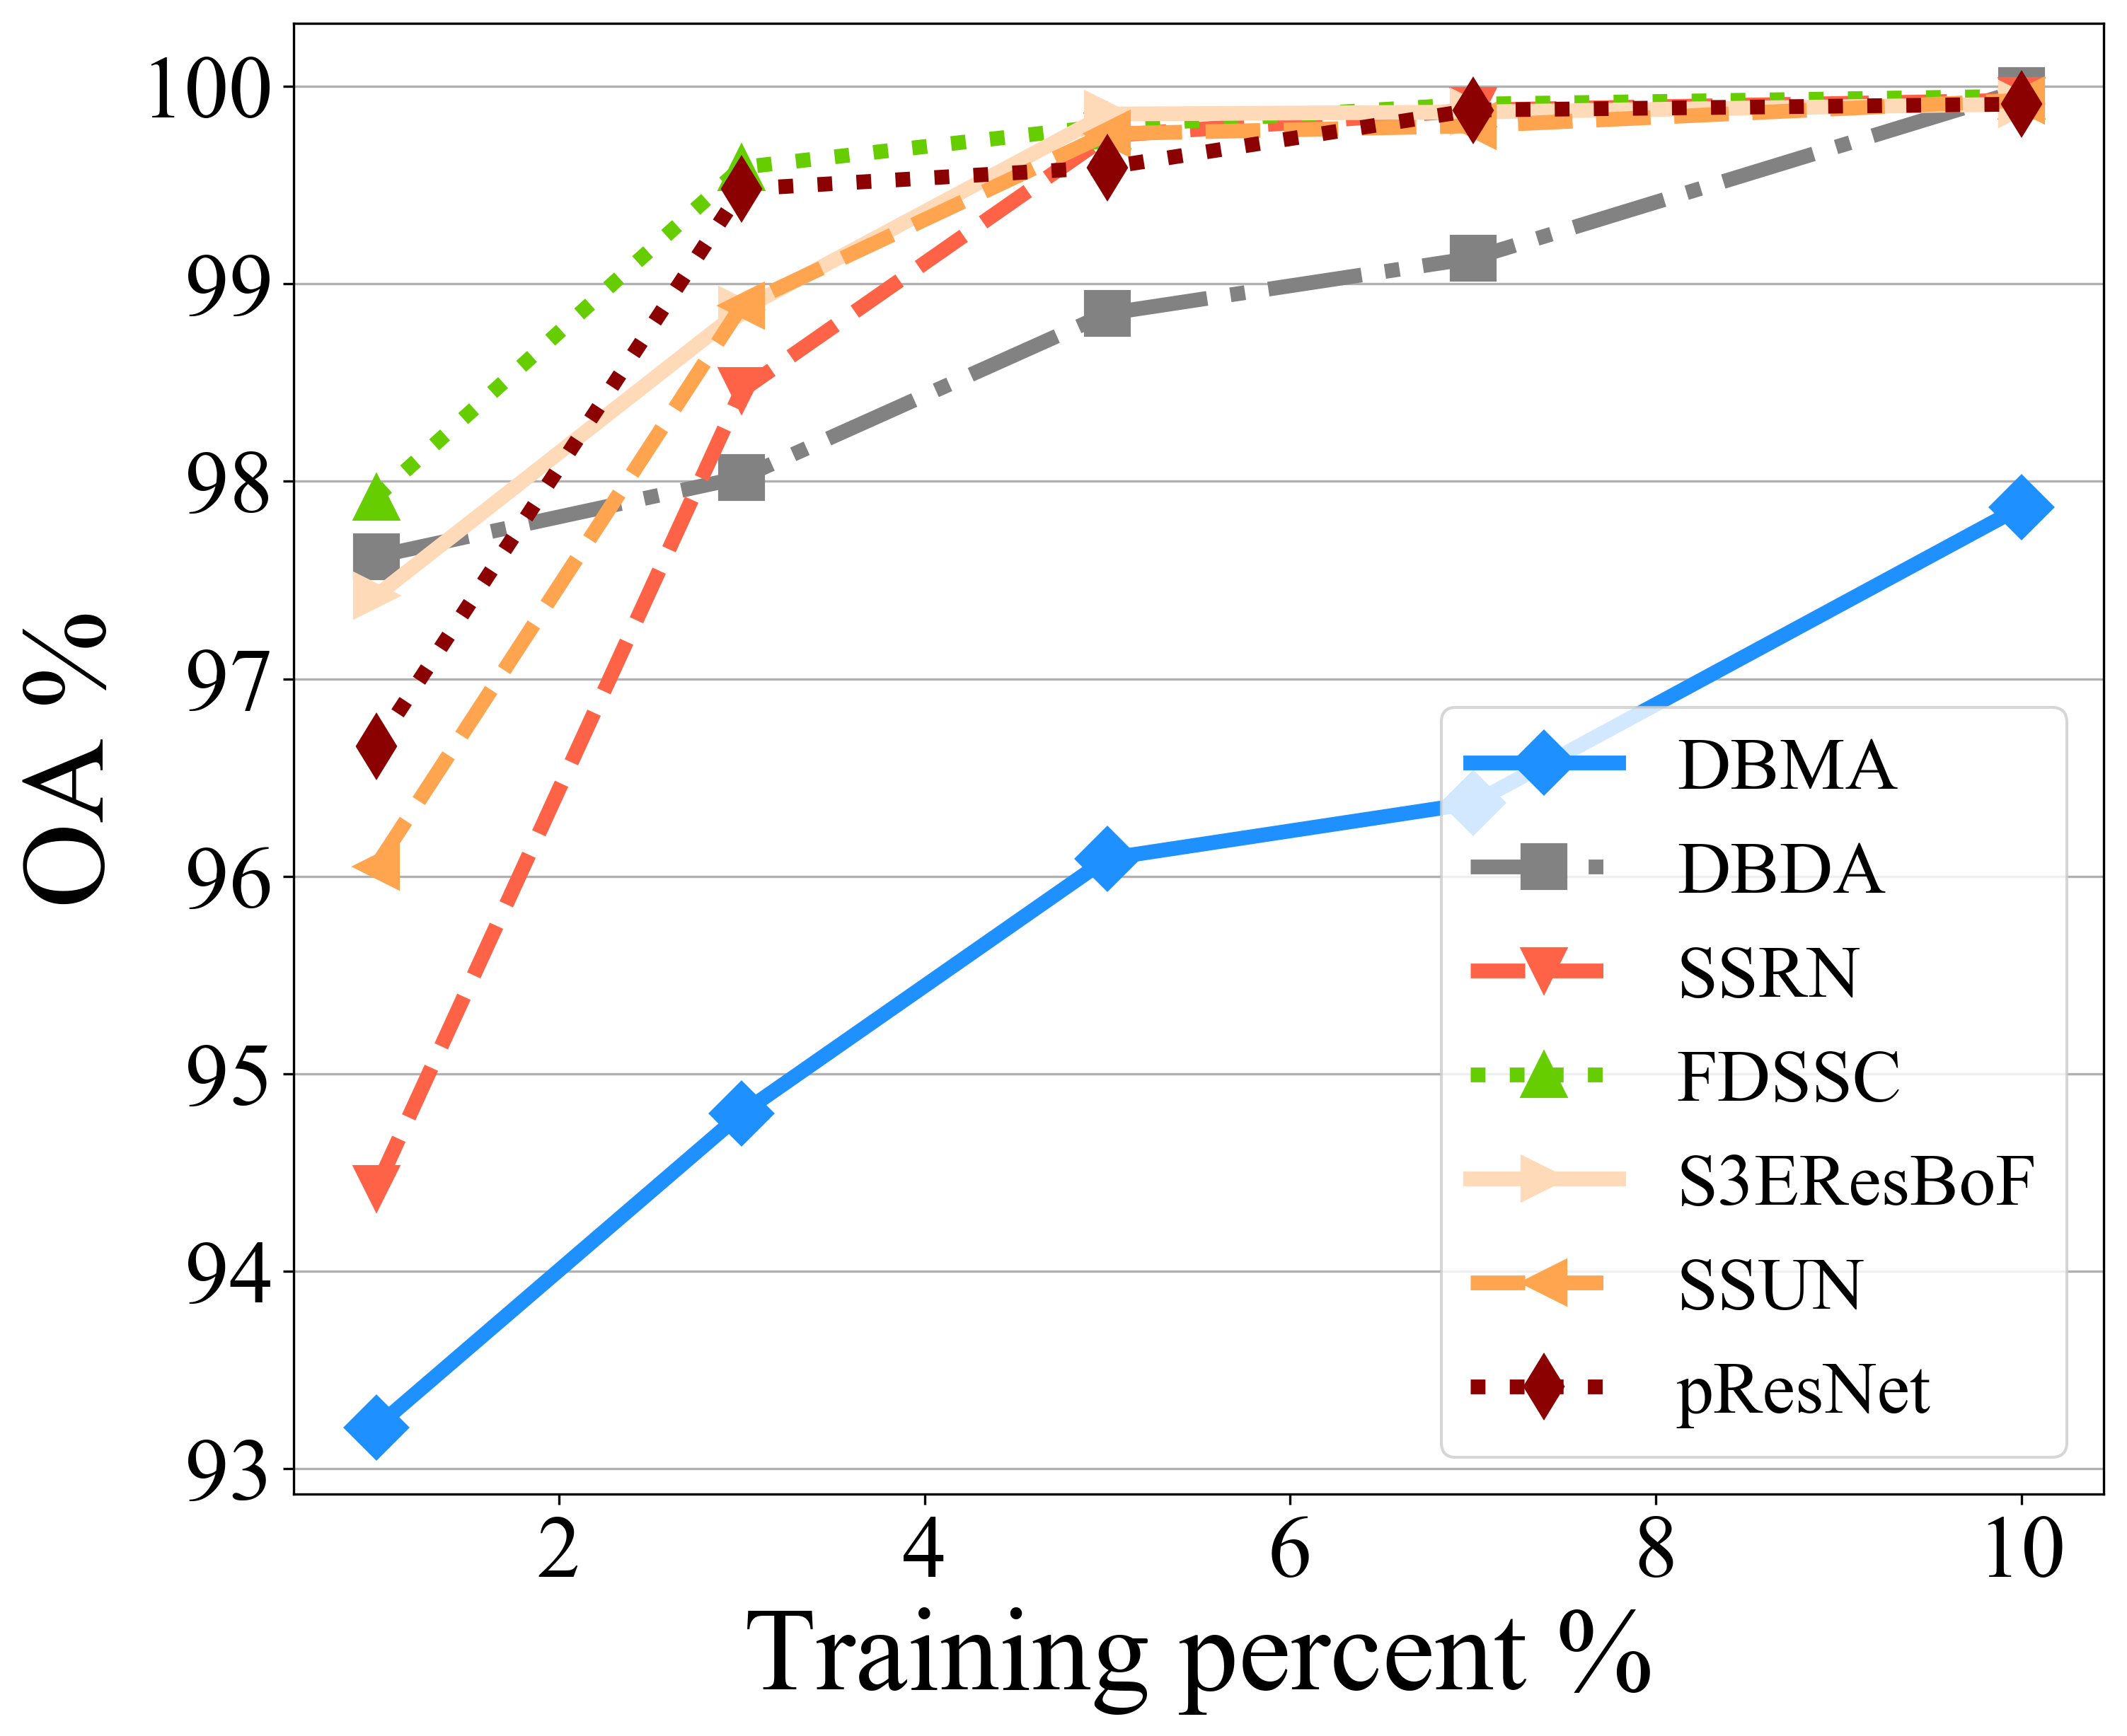 100
99
98
97
96
95
94
93
OA %
2 4 6 8 10
Training percent %
DBMA
DBDA
SSRN
FDSSC
S3EResBoF
SSUN
pResNet